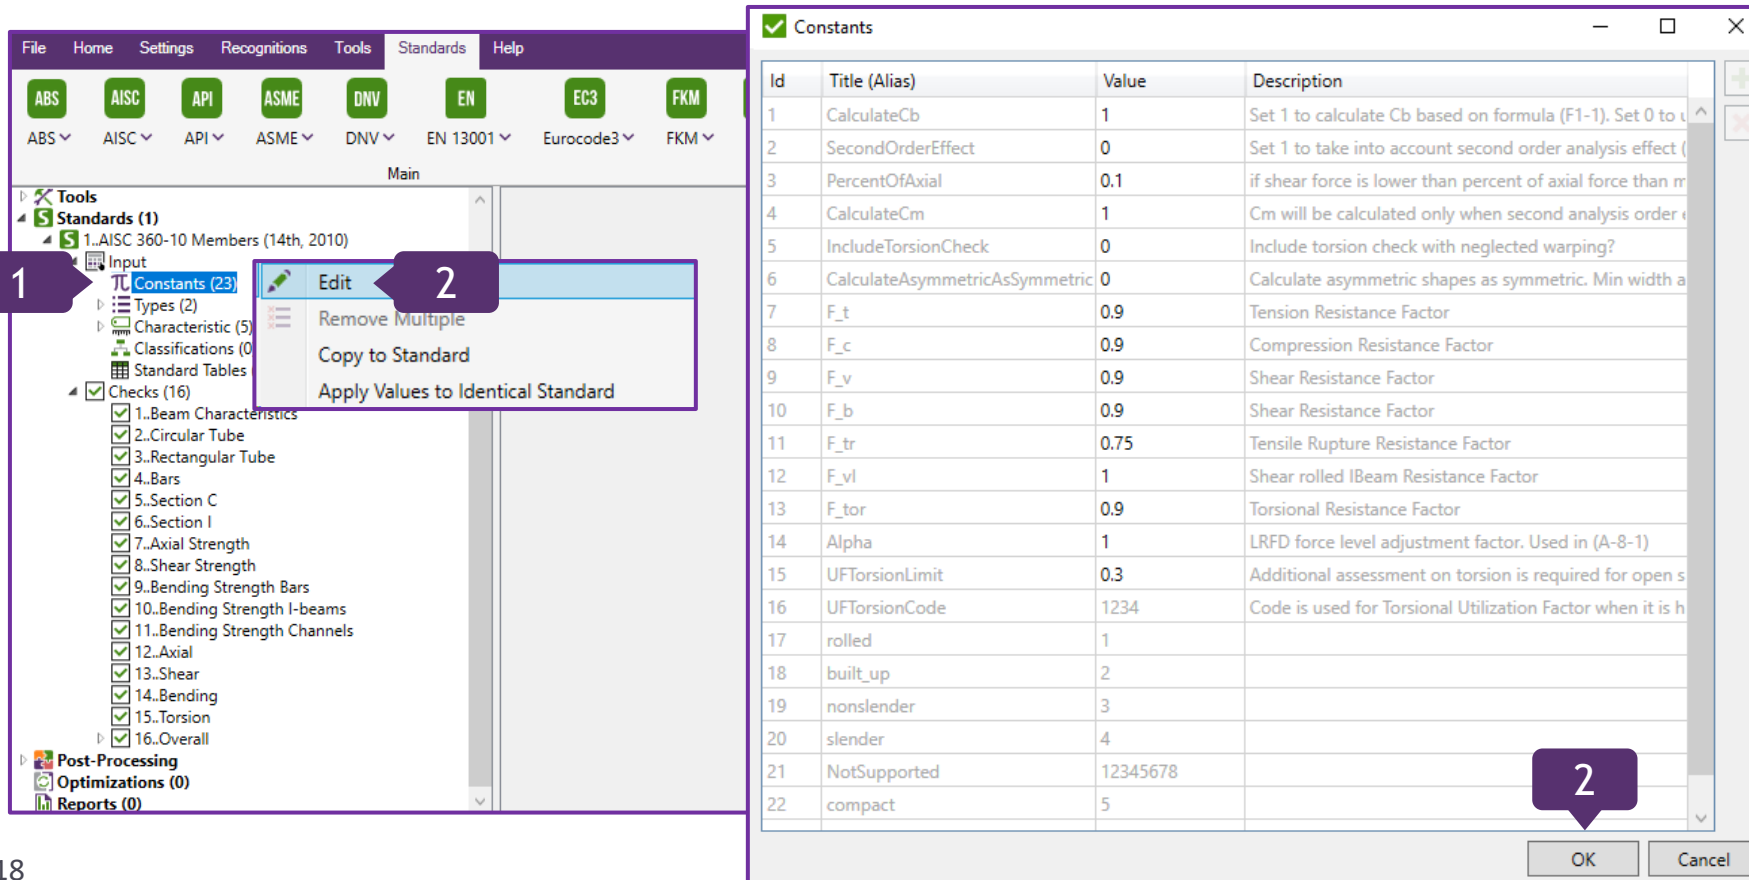 File Home Settings Recognitions Tools Standards Help
ABS AISC API ASME DNV EN EC3 FKM
ABS AISC API ASME DNV EN 13001 Eurocode3 FKM
Main
Tools
Standards (1)
1..AISC 360-10 Members (14th, 2010)
Input
1
Constants (23)
Types (2)
Characteristic (5)
Classifications (0
Standard Tables
Checks (16)
1..Beam Characteristics
2..Circular Tube
3..Rectangular Tube
4..Bars
5..Section C
6..Section I
7..Axial Strength
8..Shear Strength
9..Bending Strength Bars
10..Bending Strength I-beams
11..Bending Strength Channels
12..Axial
13..Shear
14..Bending
15..Torsion
16..Overall
Post-Processing
Optimizations (0)
Reports (0)
Edit
2
Remove Multiple
Copy to Standard
Apply Values to Identical Standard
Constants
Id Title (Alias) Value Description
1 CalculateCb 1 Set 1 to calculate Cb based on formula (F1-1). Set 0 to
2 SecondOrderEffect 0 Set 1 to take into account second order analysis effect (
3 PercentOfAxial 0.1 if shear force is lower than percent of axial force than
4 CalculateCm 1 Cm will be calculated only when second analysis order
5 IncludeTorsionCheck 0 Include torsion check with neglected warping?
6 CalculateAsymmetricAsSymmetric 0 Calculate asymmetric shapes as symmetric. Min width a
7 F_t 0.9 Tension Resistance Factor
8 F_c 0.9 Compression Resistance Factor
9 F_v 0.9 Shear Resistance Factor
10 F_b 0.9 Shear Resistance Factor
11 F_tr 0.75 Tensile Rupture Resistance Factor
12 F_vl 1 Shear rolled IBeam Resistance Factor
13 F_tor 0.9 Torsional Resistance Factor
14 Alpha 1 LRFD force level adjustment factor. Used in (A-8-1)
15 UFTorsionLimit 0.3 Additional assessment on torsion is required for open s
16 UFTorsionCode 1234 Code is used for Torsional Utilization Factor when it is h
17 rolled 1
18 built_up 2
19 nonslender 3
20 slender 4
21 NotSupported 12345678
22 compact 5
2
OK Cancel
18